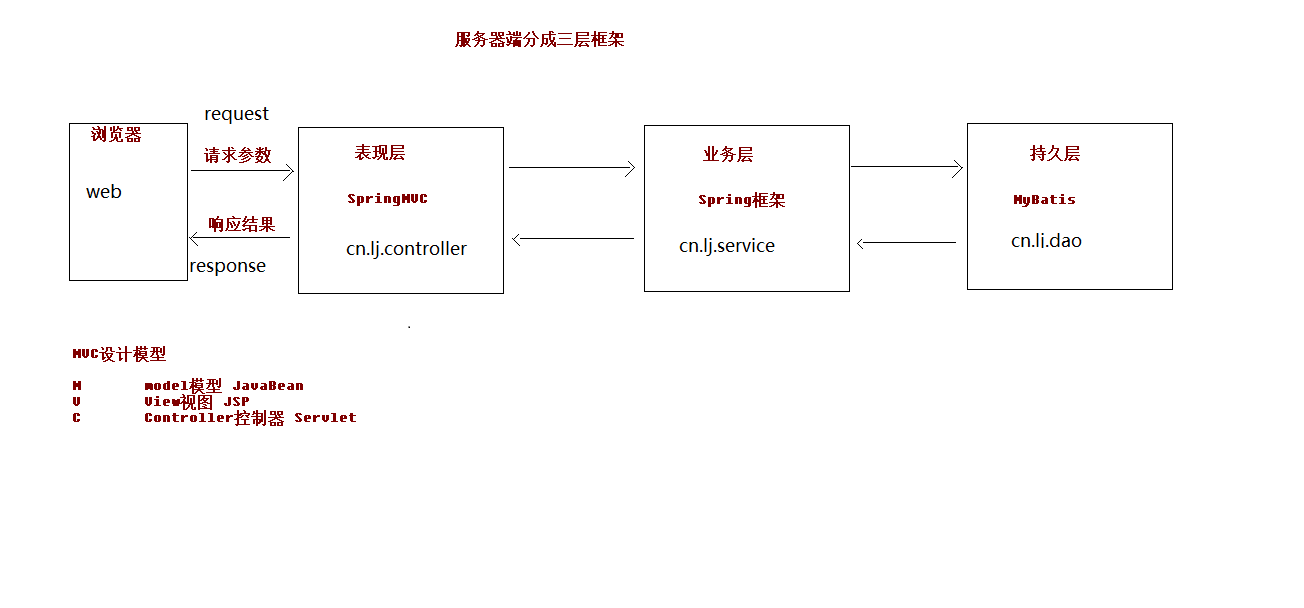 服务器端分成三层框架
request
浏览器
请求参数
表现层
业务层
持久层
web
SpringMVC
Spring框架
MyBatis
响应结果
cn.lj.controller
cn.lj.service
cn.lj.dao
response
MVC设计模型
M model模型 JavaBean
V View视图 JSP
C Controller控制器 Servlet